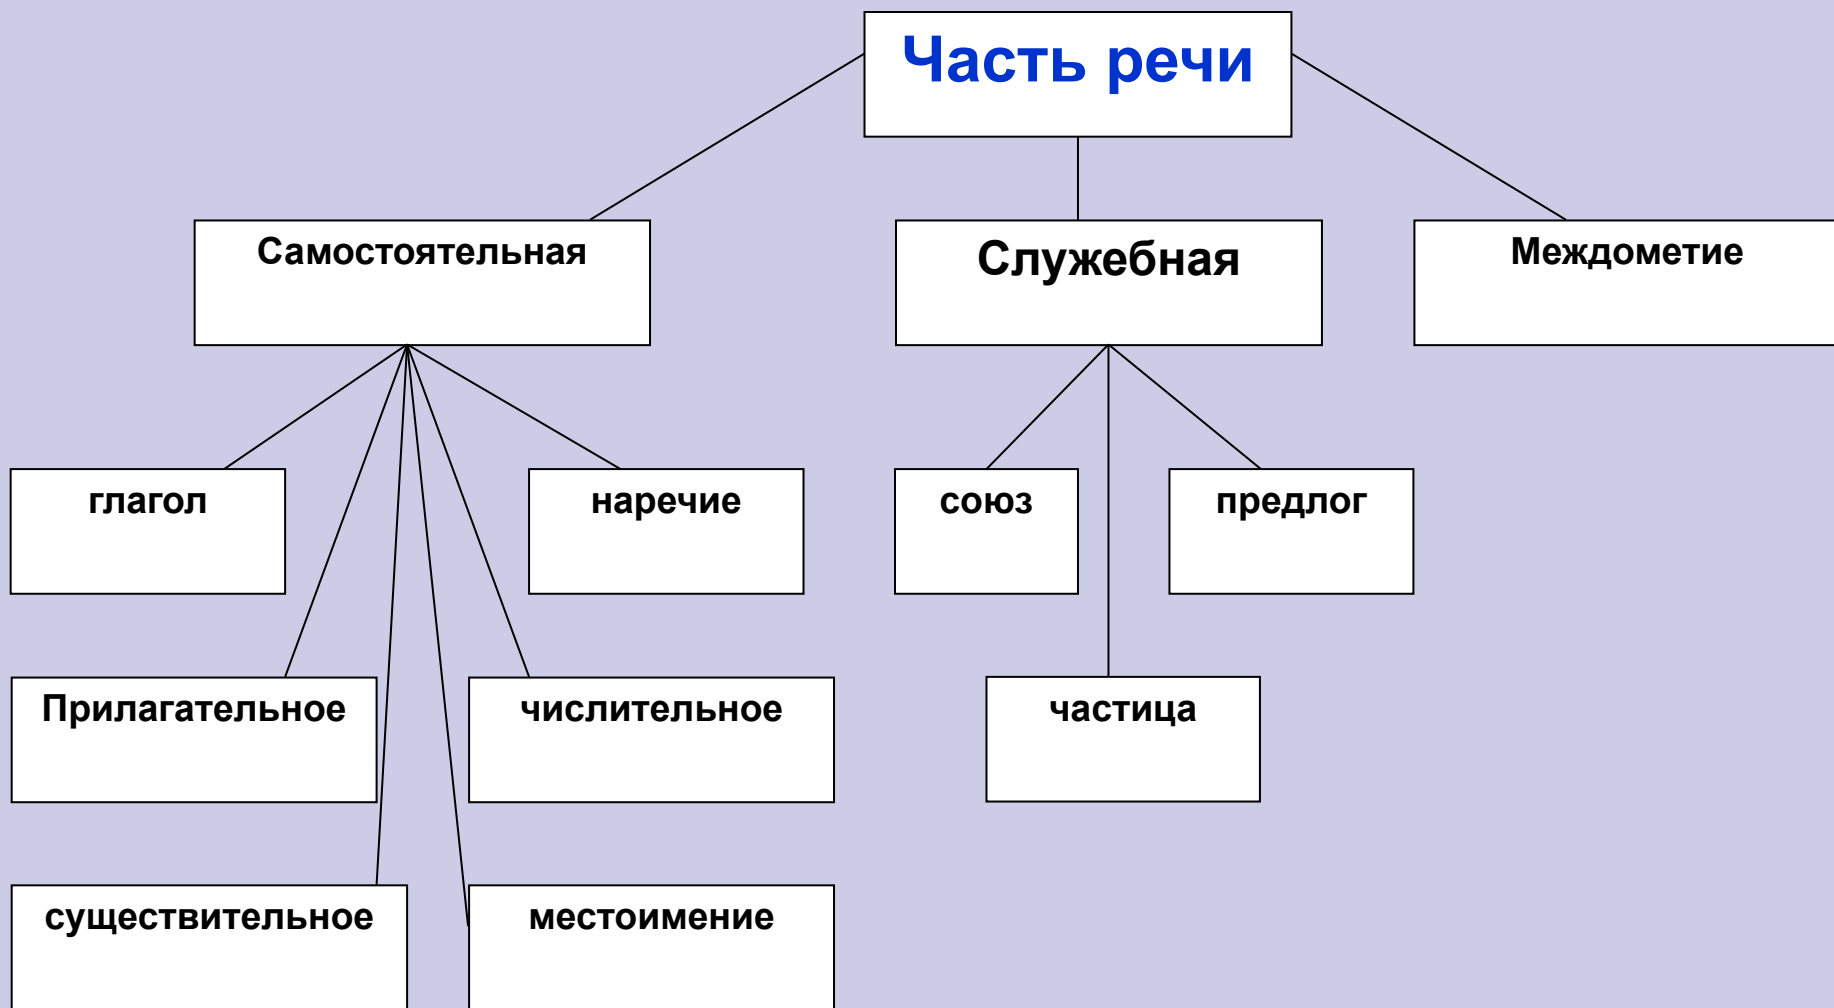 Часть речи
Самостоятельная
Служебная
Междометие
глагол
наречие
союз
предлог
Прилагательное
числительное
частица
существительное
местоимение